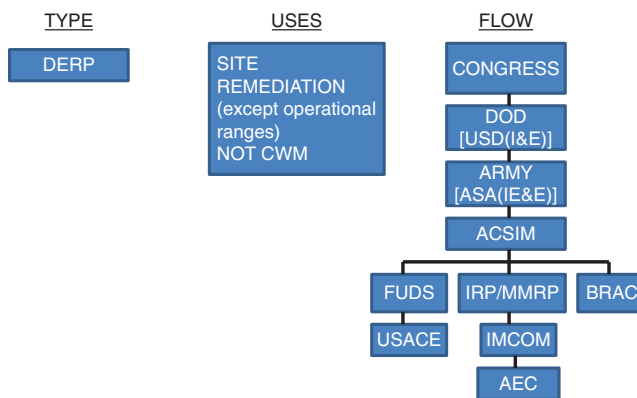 TYPE
USES
FLOW
DERP
SITE
REMEDIATION
(except operational
ranges)
NOT CWM
CONGRESS
DOD
[USD(I&E)]
ARMY
[ASA(IE&E)]
ACSIM
FUDS
IRP/MMRP
BRAC
USACE
IMCOM
AEC